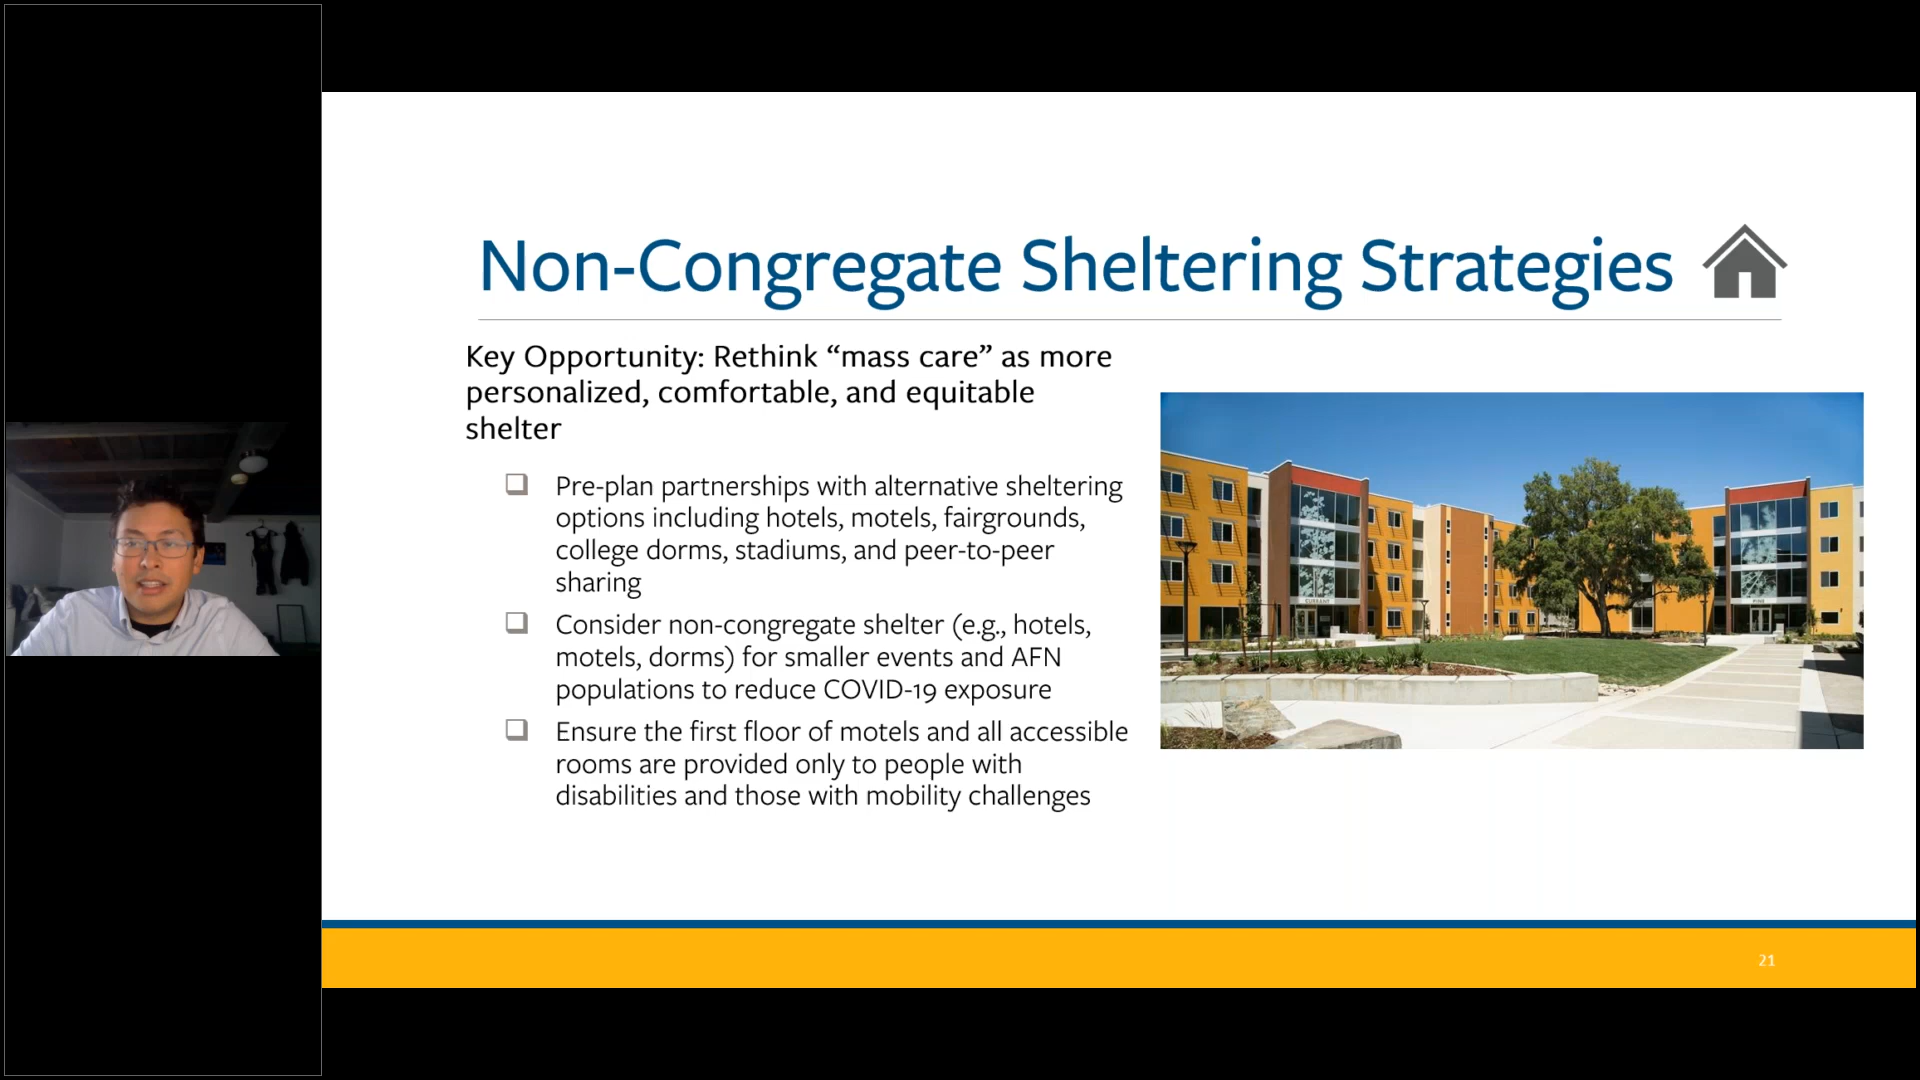 Non-Congregate Sheltering Strategies
Key Opportunity: Rethink “mass care” as more
personalized, comfortable, and equitable
shelter
Pre-plan partnerships with alternative sheltering
options including hotels, motels, fairgrounds,
college dorms, stadiums, and peer-to-peer
sharing
Consider non-congregate shelter (e.g., hotels,
motels, dorms) for smaller events and AFN
populations to reduce COVID-19 exposure
Ensure the first floor of motels and all accessible
rooms are provided only to people with
disabilities and those with mobility challenges
21